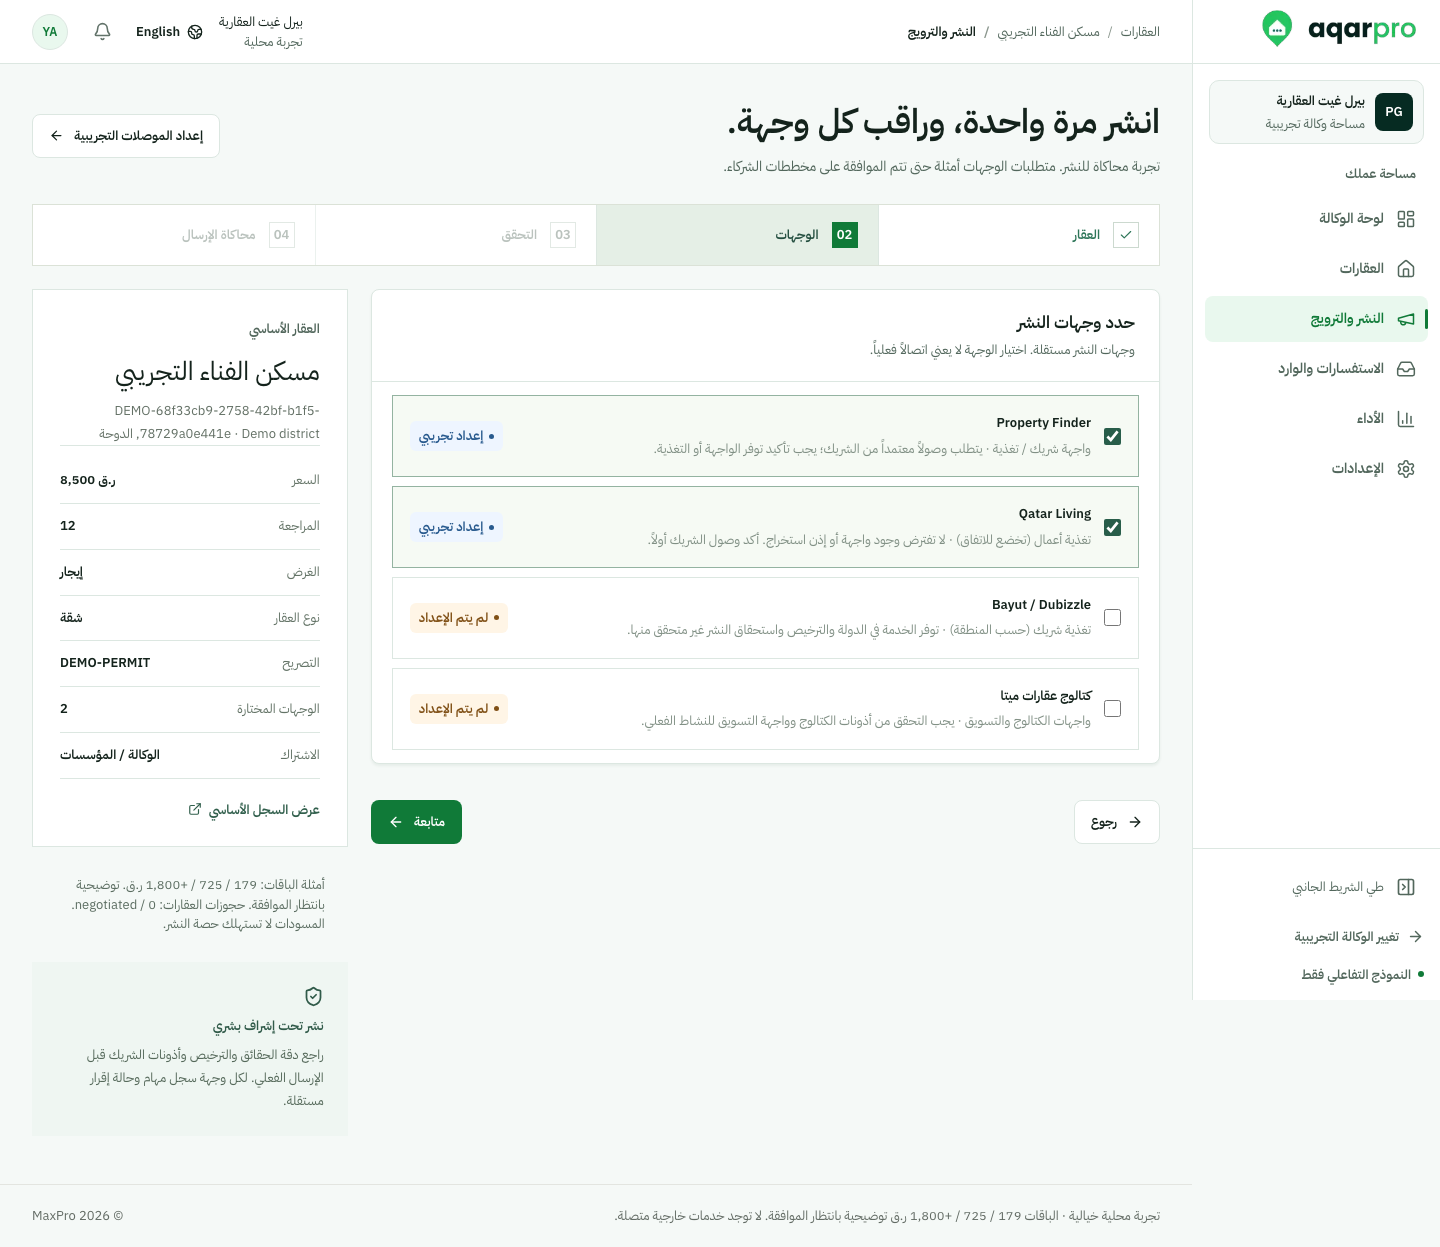 aqarpro
العقارات / مسكن الفناء التجريبي / النشر والترويج
بيرل غيت العقارية
تجربة محلية
English
YA
PG
بيرل غيت العقارية
مساحة وكالة تجريبية
مساحة عملك
لوحة الوكالة
العقارات
النشر والترويج
الاستفسارات والوارد
الأداء
الإعدادات
طي الشريط الجانبي
تغيير الوكالة التجريبية
النموذج التفاعلي فقط
انشر مرة واحدة، وراقب كل وجهة.
تجربة محاكاة للنشر. متطلبات الوجهات أمثلة حتى تتم الموافقة على مخططات الشركاء.
إعداد الموصلات التجريبية
العقار
02 الوجهات
03 التحقق
04 محاكاة الإرسال
حدد وجهات النشر
وجهات النشر مستقلة. اختيار الوجهة لا يعني اتصالاً فعلياً.
Property Finder
واجهة شريك / تغذية · يتطلب وصولاً معتمداً من الشريك؛ يجب تأكيد توفر الواجهة أو التغذية.
إعداد تجريبي
Qatar Living
تغذية أعمال (تخضع للاتفاق) · لا تفترض وجود واجهة أو إذن استخراج. أكد وصول الشريك أولاً.
إعداد تجريبي
Bayut / Dubizzle
تغذية شريك (حسب المنطقة) · توفر الخدمة في الدولة والترخيص واستحقاق النشر غير متحقق منها.
لم يتم الإعداد
كتالوج عقارات ميتا
واجهات الكتالوج والتسويق · يجب التحقق من أذونات الكتالوج وواجهة التسويق للنشاط الفعلي.
لم يتم الإعداد
رجوع
متابعة
العقار الأساسي
مسكن الفناء التجريبي
DEMO-68f33cb9-2758-42bf-b1f5-
78729a0e441e · Demo district, الدوحة
السعر 8,500 ر.ق
المراجعة 12
الغرض إيجار
نوع العقار شقة
التصريح DEMO-PERMIT
الوجهات المختارة 2
الاشتراك الوكالة / المؤسسات
عرض السجل الأساسي
أمثلة الباقات: 179 / 725 / +1,800 ر.ق. توضيحية
بانتظار الموافقة. حجوزات العقارات: 0 / negotiated.
المسودات لا تستهلك حصة النشر.
نشر تحت إشراف بشري
راجع دقة الحقائق والترخيص وأذونات الشريك قبل
الإرسال الفعلي. لكل وجهة سجل مهام وحالة إقرار
مستقلة.
تجربة محلية خيالية · الباقات 179 / 725 / +1,800 ر.ق توضيحية بانتظار الموافقة. لا توجد خدمات خارجية متصلة.
© 2026 MaxPro